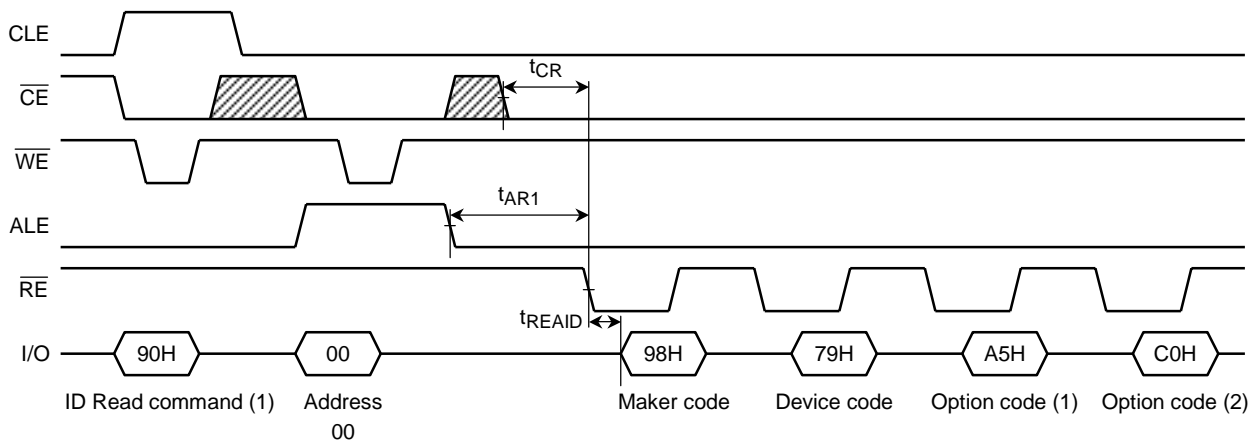 CLE
tCR
CE
WE
tAR1
ALE
RE
tREAID
I/O 90H 00 98H 79H A5H C0H
ID Read command (1) Address Maker code Device code Option code (1) Option code (2)
00